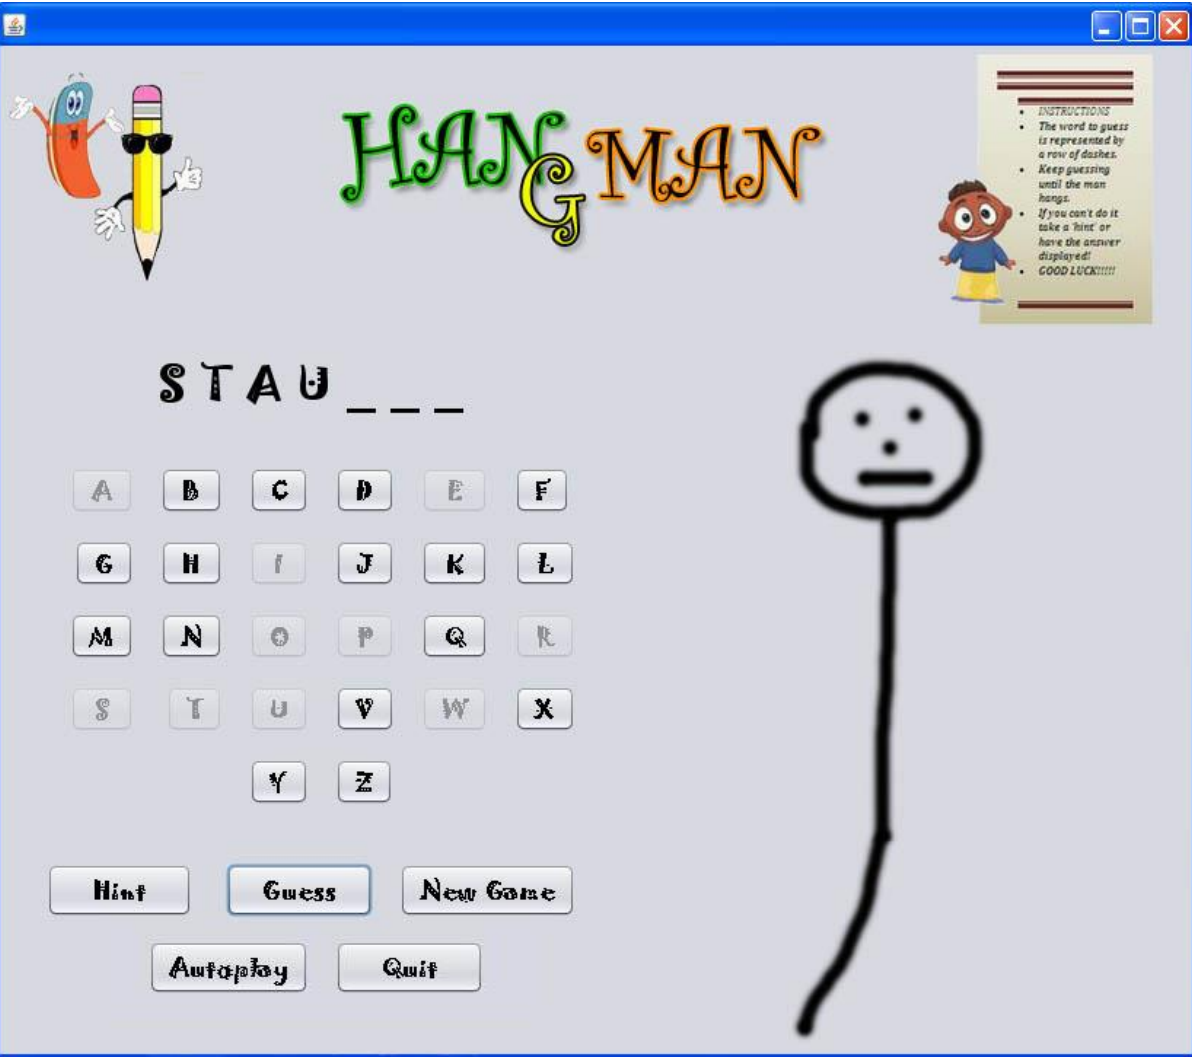 HANGMAN
INSTRUCTIONS
The word to guess
is represented by
a row of dashes.
Keep guessing
until the man
hangs.
If you can't do it
take a 'hint' or
have the answer
displayed!
GOOD LUCK!!!!!
S T A U _ _ _
A B C D E F
G H I J K L
M N O P Q R
S T U V W X
Y Z
Hint Guess New Game
Autoplay Quit